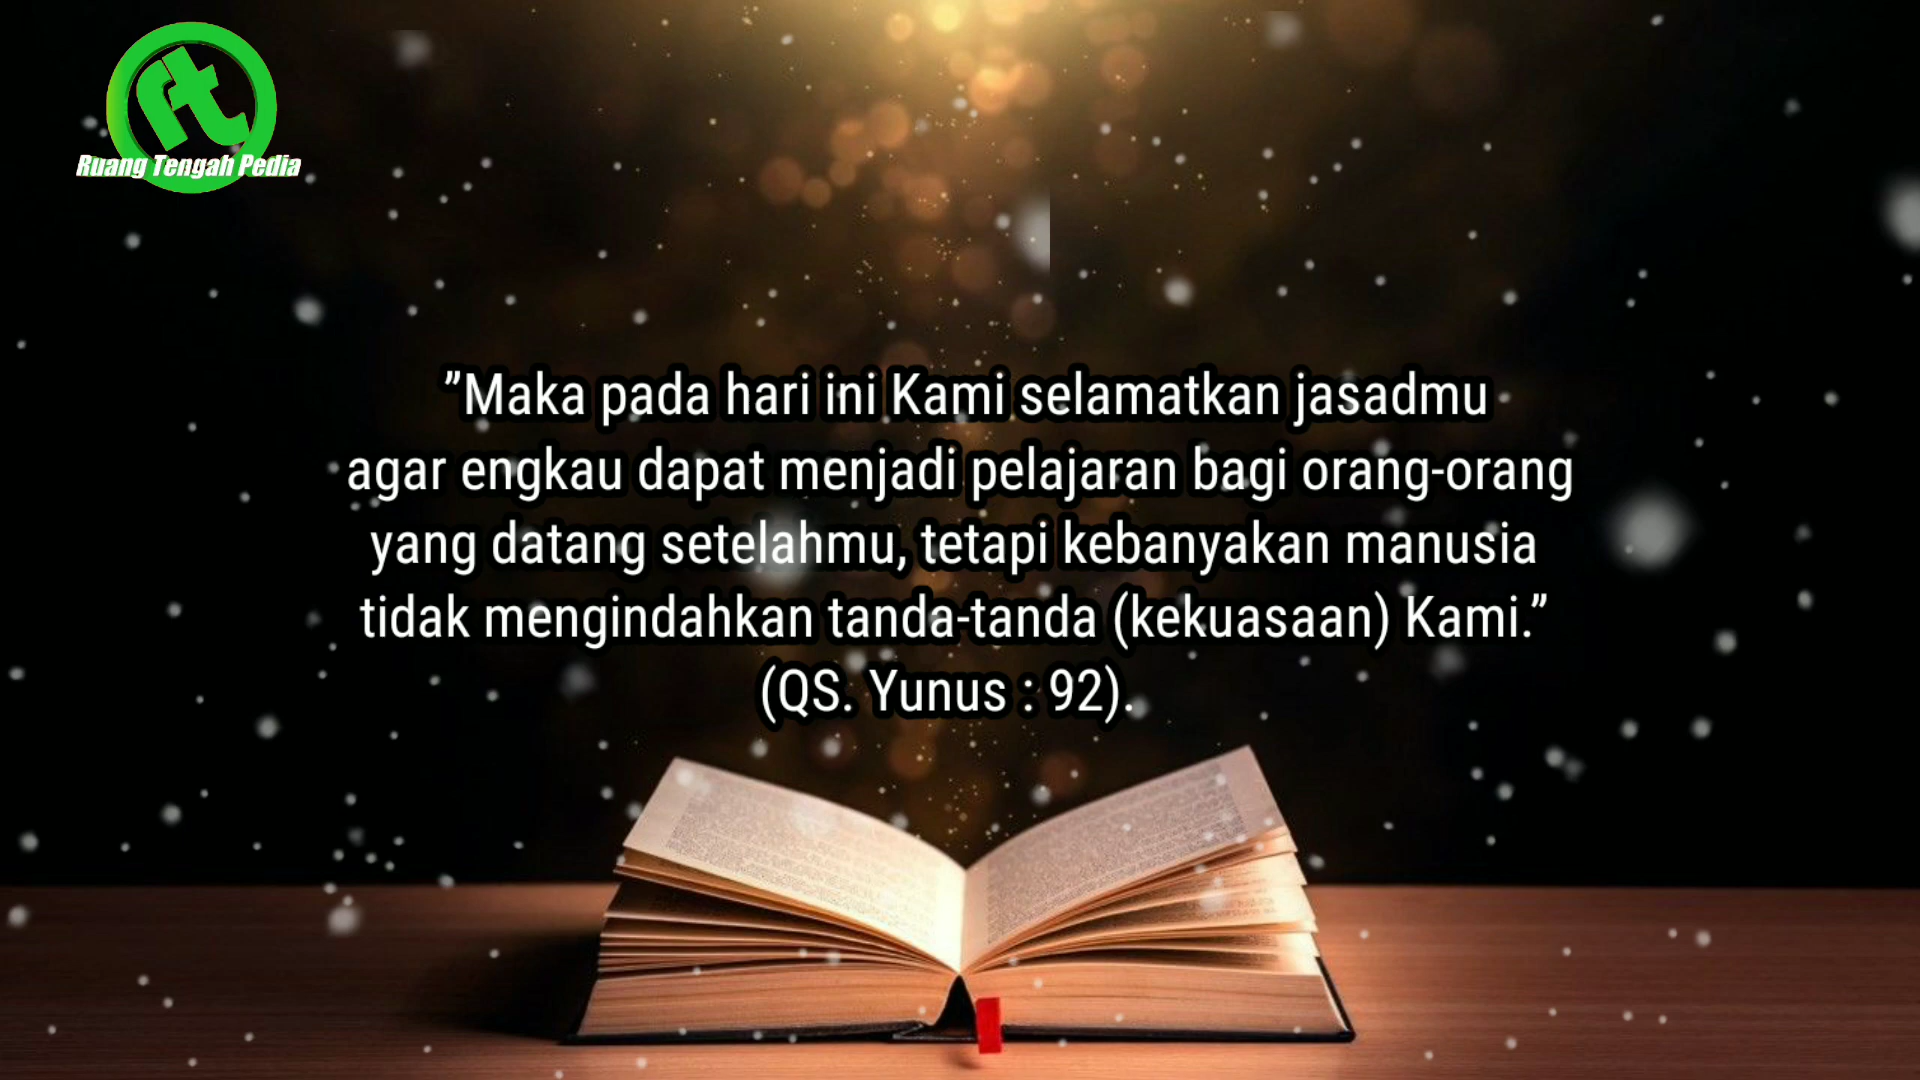 Ruang Tengah Pedia
”Maka pada hari ini Kami selamatkan jasadmu
agar engkau dapat menjadi pelajaran bagi orang-orang
yang datang setelahmu, tetapi kebanyakan manusia
tidak mengindahkan tanda-tanda (kekuasaan) Kami.”
(QS. Yunus : 92).